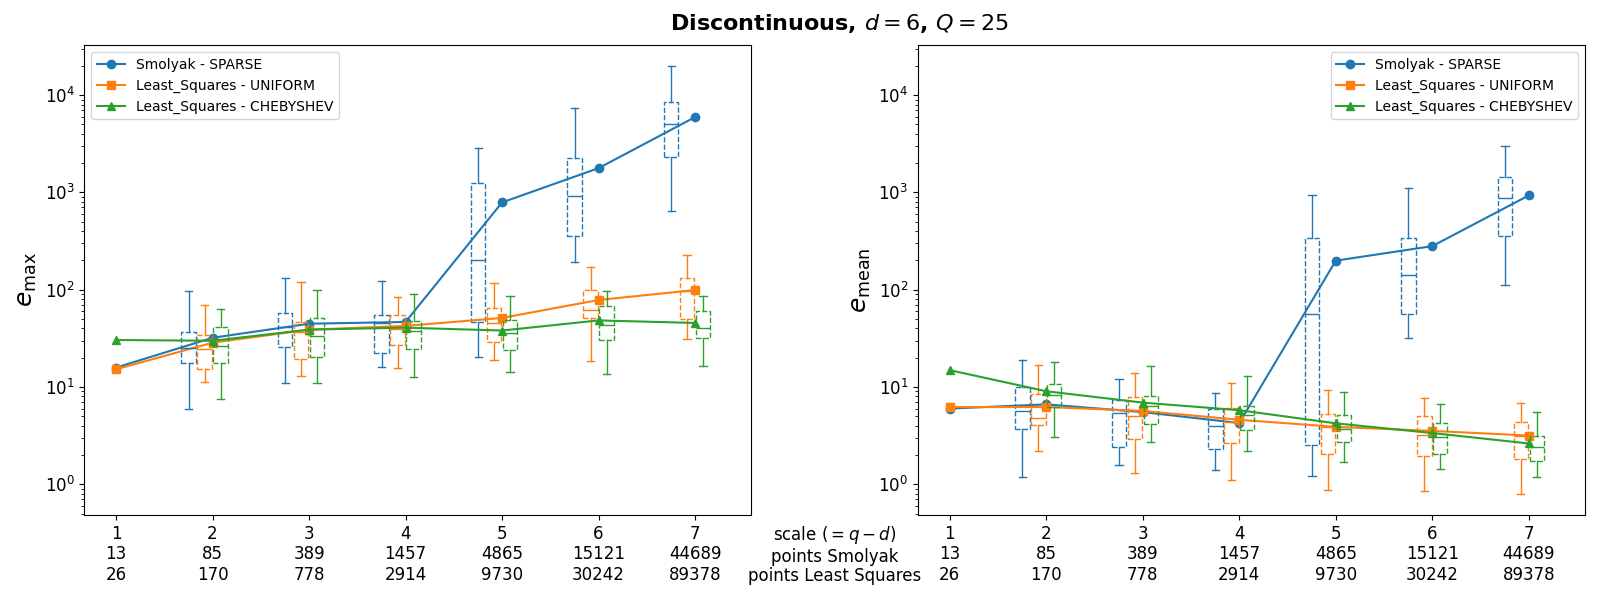 Discontinuous, d = 6, Q = 25
Smolyak - SPARSE
Least_Squares - UNIFORM
Least_Squares - CHEBYSHEV
e_max
10^4
10^3
10^2
10^1
10^0
1 2 3 4 5 6 7
13 85 389 1457 4865 15121 44689
26 170 778 2914 9730 30242 89378
scale (= q − d)
points Smolyak
points Least Squares
Smolyak - SPARSE
Least_Squares - UNIFORM
Least_Squares - CHEBYSHEV
e_mean
10^4
10^3
10^2
10^1
10^0
1 2 3 4 5 6 7
13 85 389 1457 4865 15121 44689
26 170 778 2914 9730 30242 89378